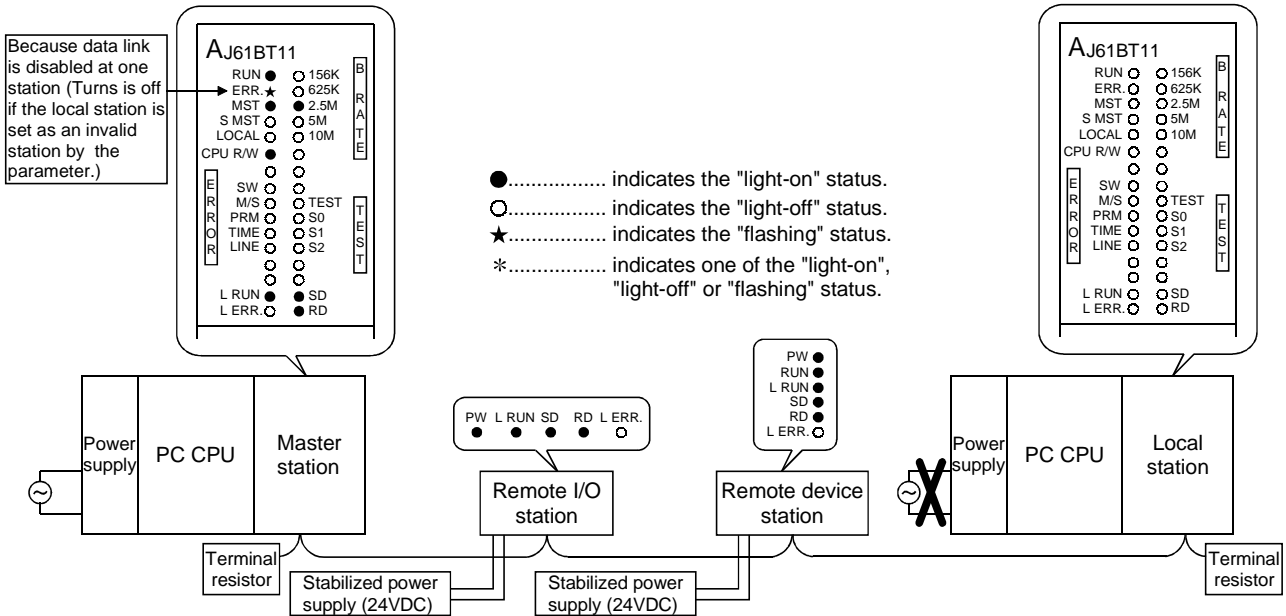 Because data link
is disabled at one
station (Turns is off
if the local station is
set as an invalid
station by the
parameter.)
AJ61BT11
RUN ● ○ 156K
ERR. ★ ○ 625K
MST ● ● 2.5M
S MST ○ ○ 5M
LOCAL ○ ○ 10M
CPU R/W ● ○
○ ○
SW ○ ○
M/S ○ ○ TEST
PRM ○ ○ S0
TIME ○ ○ S1
LINE ○ ○ S2
○ ○
○ ○
L RUN ● ● SD
L ERR. ○ ● RD
B RATE
ERROR
TEST
●................. indicates the "light-on" status.
○................. indicates the "light-off" status.
★................. indicates the "flashing" status.
*................. indicates one of the "light-on",
"light-off" or "flashing" status.
AJ61BT11
RUN ○ ○ 156K
ERR. ○ ○ 625K
MST ○ ○ 2.5M
S MST ○ ○ 5M
LOCAL ○ ○ 10M
CPU R/W ○ ○
○ ○
SW ○ ○
M/S ○ ○ TEST
PRM ○ ○ S0
TIME ○ ○ S1
LINE ○ ○ S2
○ ○
○ ○
L RUN ○ ○ SD
L ERR. ○ ○ RD
B RATE
ERROR
TEST
PW L RUN SD RD L ERR.
● ● ● ● ○
PW ●
RUN ●
L RUN ●
SD ●
RD ●
L ERR. ○
Power
supply
PC CPU
Master
station
Remote I/O
station
Remote device
station
Power
supply
PC CPU
Local
station
Terminal
resistor
Stabilized power
supply (24VDC)
Stabilized power
supply (24VDC)
Terminal
resistor